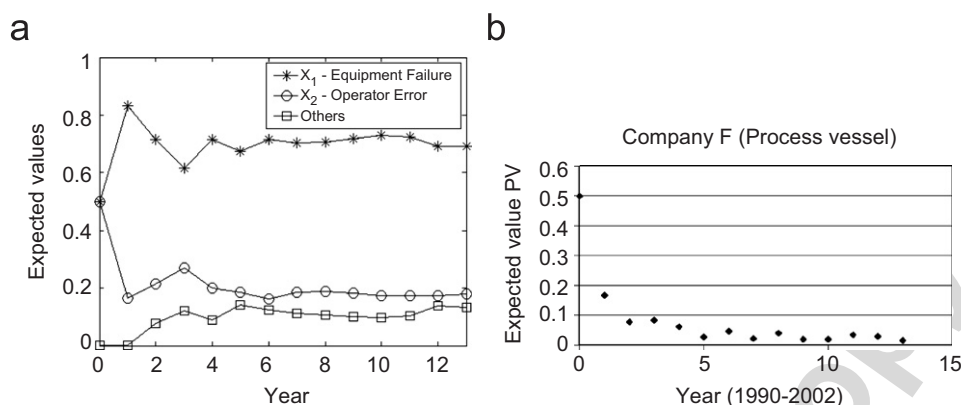 a
1
0.8
0.6
0.4
0.2
0
Expected values
0 2 4 6 8 10 12
Year
X1 - Equipment Failure
X2 - Operator Error
Others
b
Company F (Process vessel)
0.6
0.5
0.4
0.3
0.2
0.1
0
Expected value PV
0 5 10 15
Year (1990-2002)